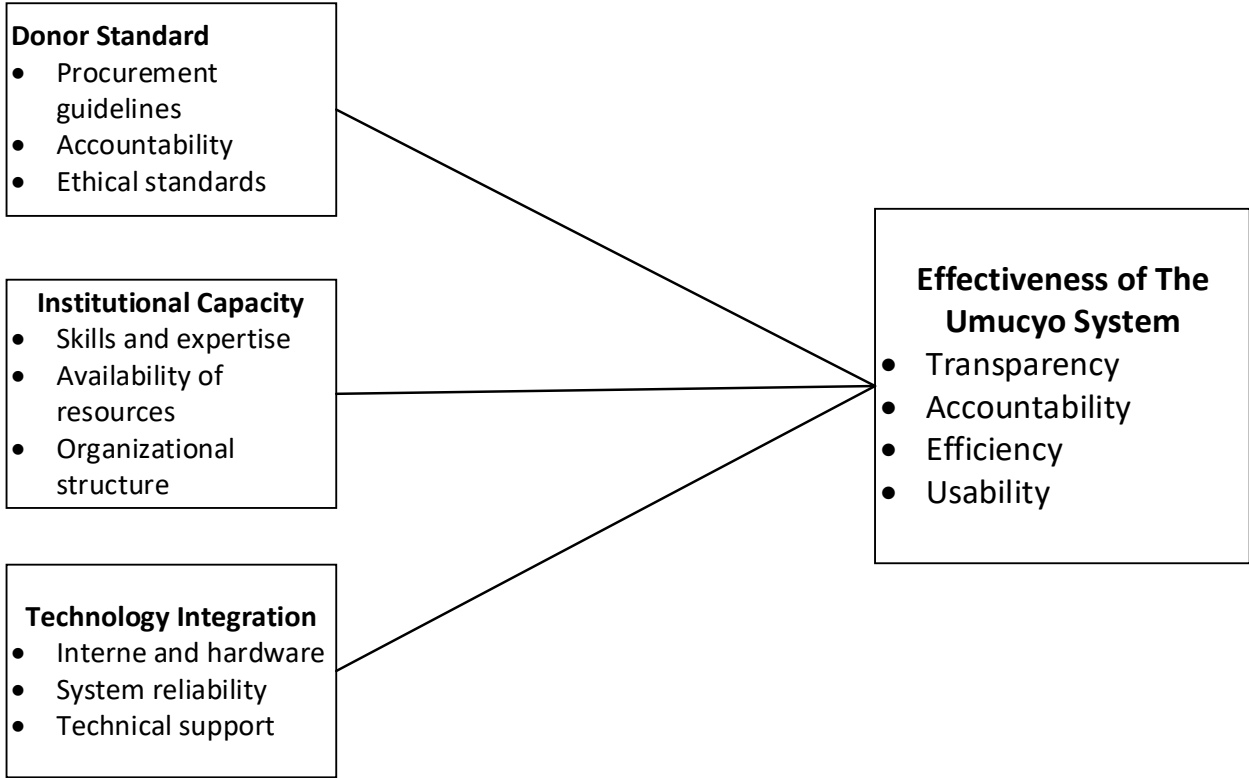 Donor Standard
• Procurement
guidelines
• Accountability
• Ethical standards
Institutional Capacity
• Skills and expertise
• Availability of
resources
• Organizational
structure
Technology Integration
• Interne and hardware
• System reliability
• Technical support
Effectiveness of The
Umucyo System
• Transparency
• Accountability
• Efficiency
• Usability